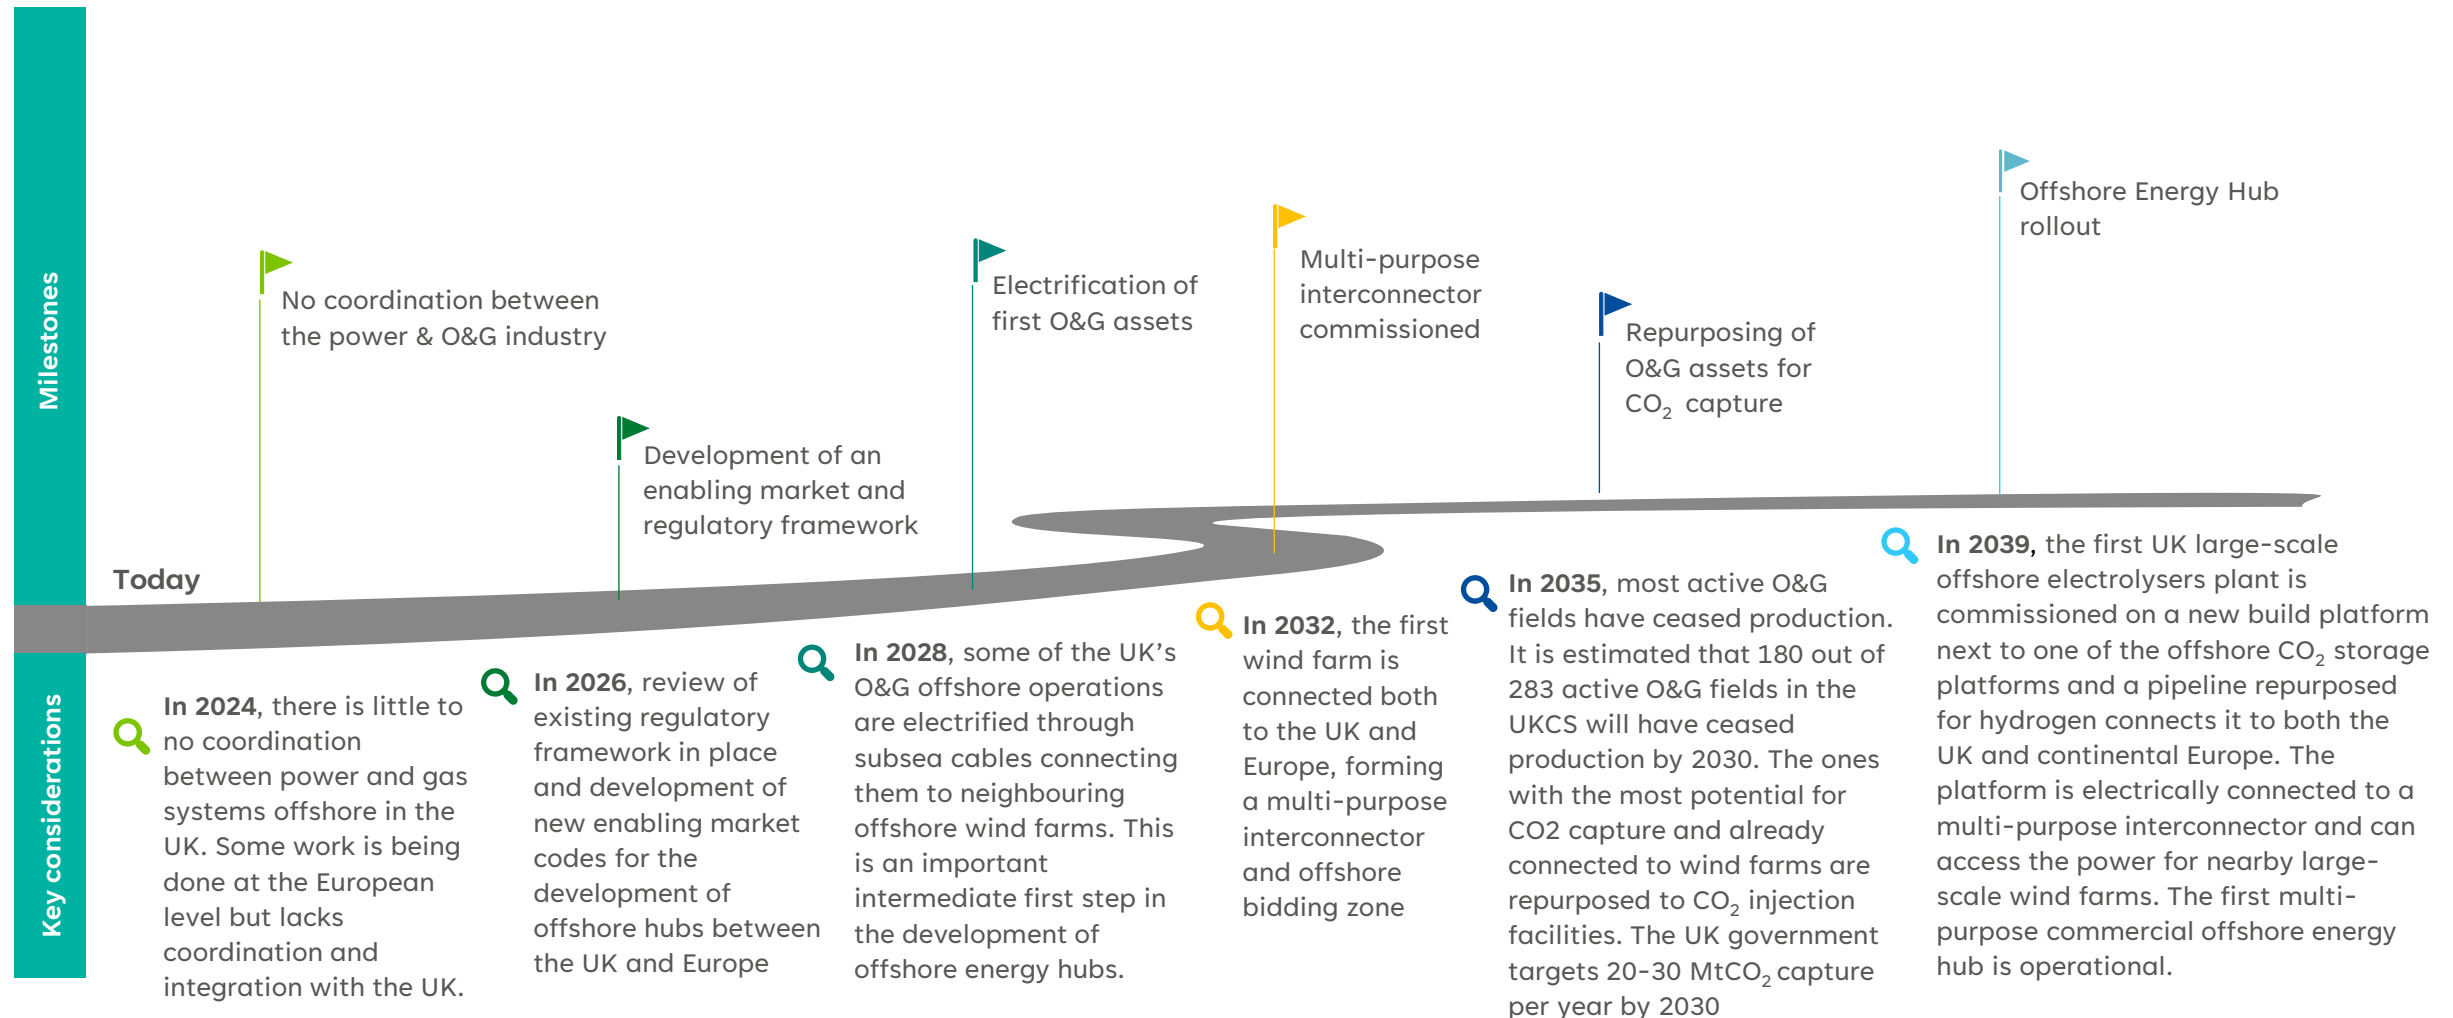 Milestones
No coordination between
the power & O&G industry
Development of an
enabling market and
regulatory framework
Electrification of
first O&G assets
Multi-purpose
interconnector
commissioned
Repurposing of
O&G assets for
CO₂ capture
Offshore Energy Hub
rollout
Today
Key considerations
In 2024, there is little to
no coordination
between power and gas
systems offshore in the
UK. Some work is being
done at the European
level but lacks
coordination and
integration with the UK.
In 2026, review of
existing regulatory
framework in place
and development of
new enabling market
codes for the
development of
offshore hubs between
the UK and Europe
In 2028, some of the UK’s
O&G offshore operations
are electrified through
subsea cables connecting
them to neighbouring
offshore wind farms. This
is an important
intermediate first step in
the development of
offshore energy hubs.
In 2032, the first
wind farm is
connected both
to the UK and
Europe, forming
a multi-purpose
interconnector
and offshore
bidding zone
In 2035, most active O&G
fields have ceased production.
It is estimated that 180 out of
283 active O&G fields in the
UKCS will have ceased
production by 2030. The ones
with the most potential for
CO2 capture and already
connected to wind farms are
repurposed to CO₂ injection
facilities. The UK government
targets 20-30 MtCO₂ capture
per year by 2030
In 2039, the first UK large-scale
offshore electrolysers plant is
commissioned on a new build platform
next to one of the offshore CO₂ storage
platforms and a pipeline repurposed
for hydrogen connects it to both the
UK and continental Europe. The
platform is electrically connected to a
multi-purpose interconnector and can
access the power for nearby large-
scale wind farms. The first multi-
purpose commercial offshore energy
hub is operational.